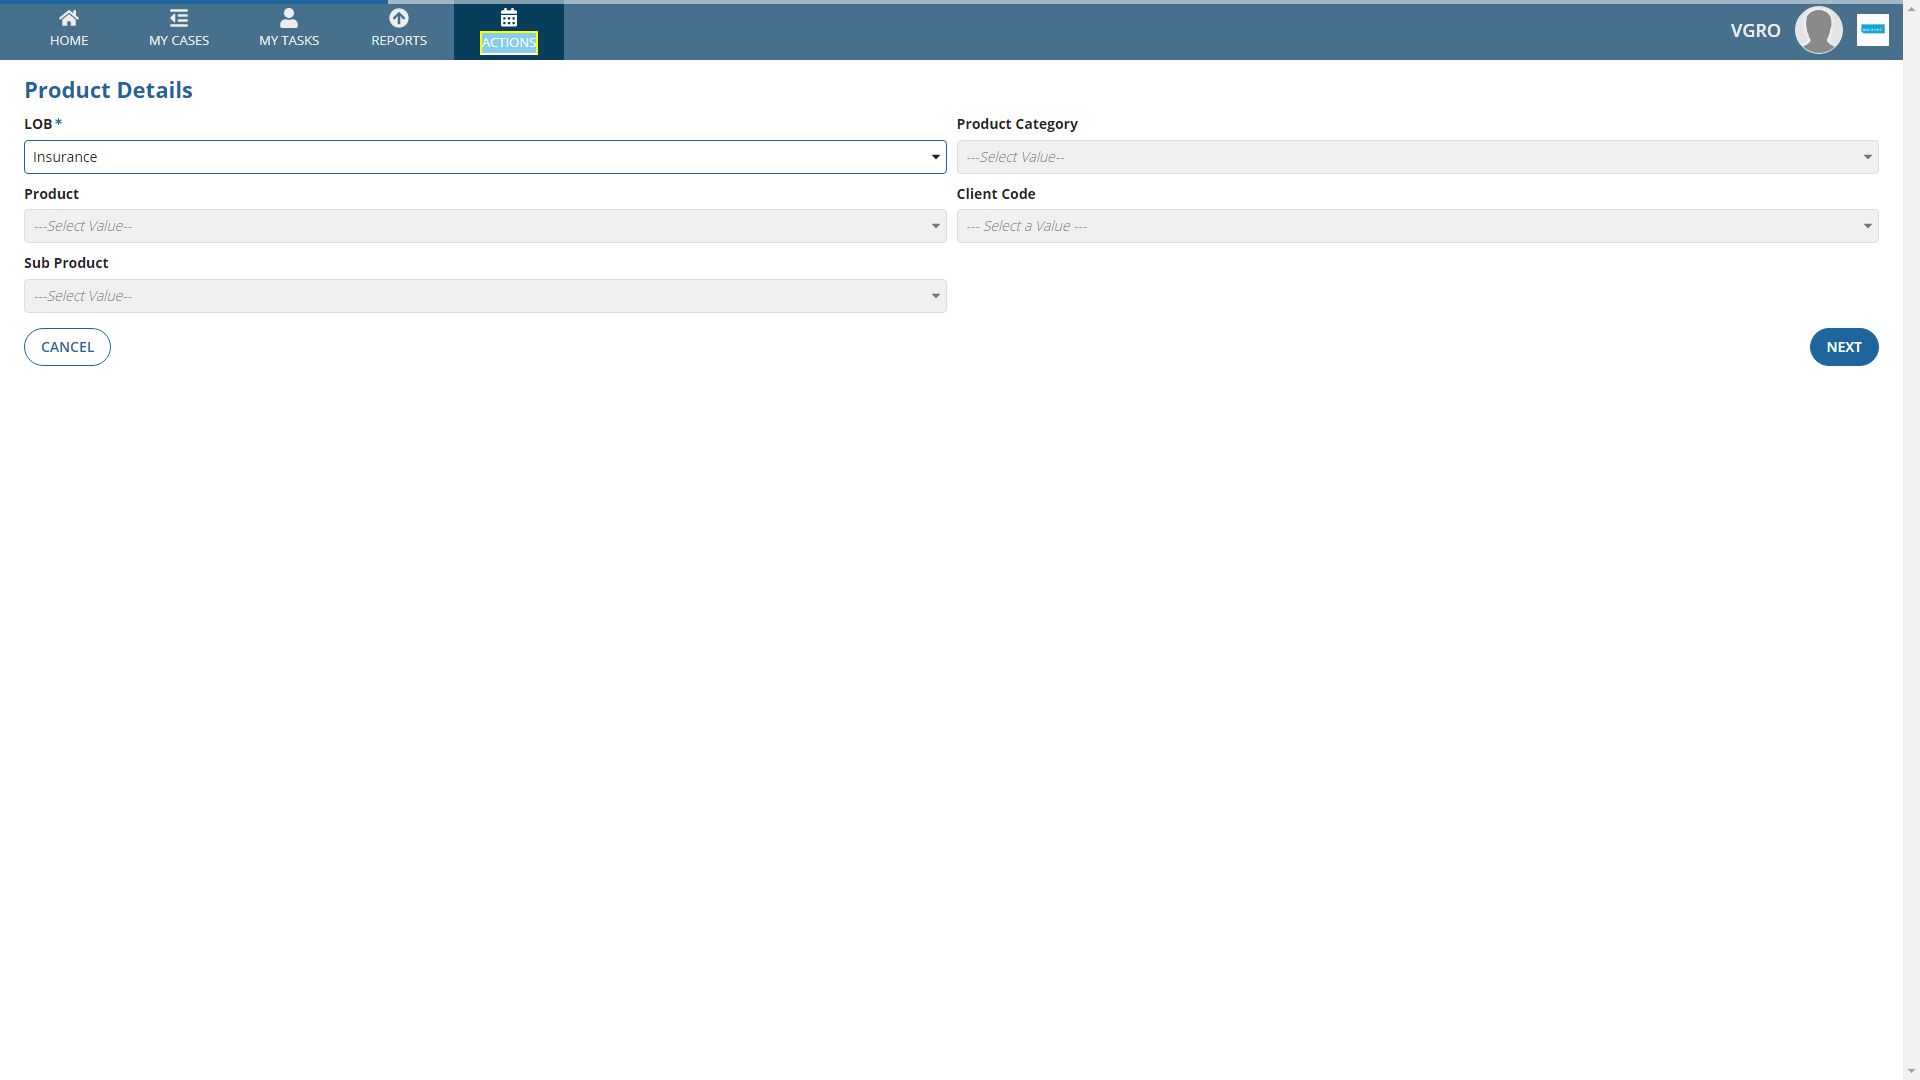 HOME
MY CASES
MY TASKS
REPORTS
ACTIONS
VGRO
Product Details
LOB*
Product Category
Insurance
---Select Value--
Product
Client Code
---Select Value--
--- Select a Value ---
Sub Product
---Select Value--
CANCEL
NEXT